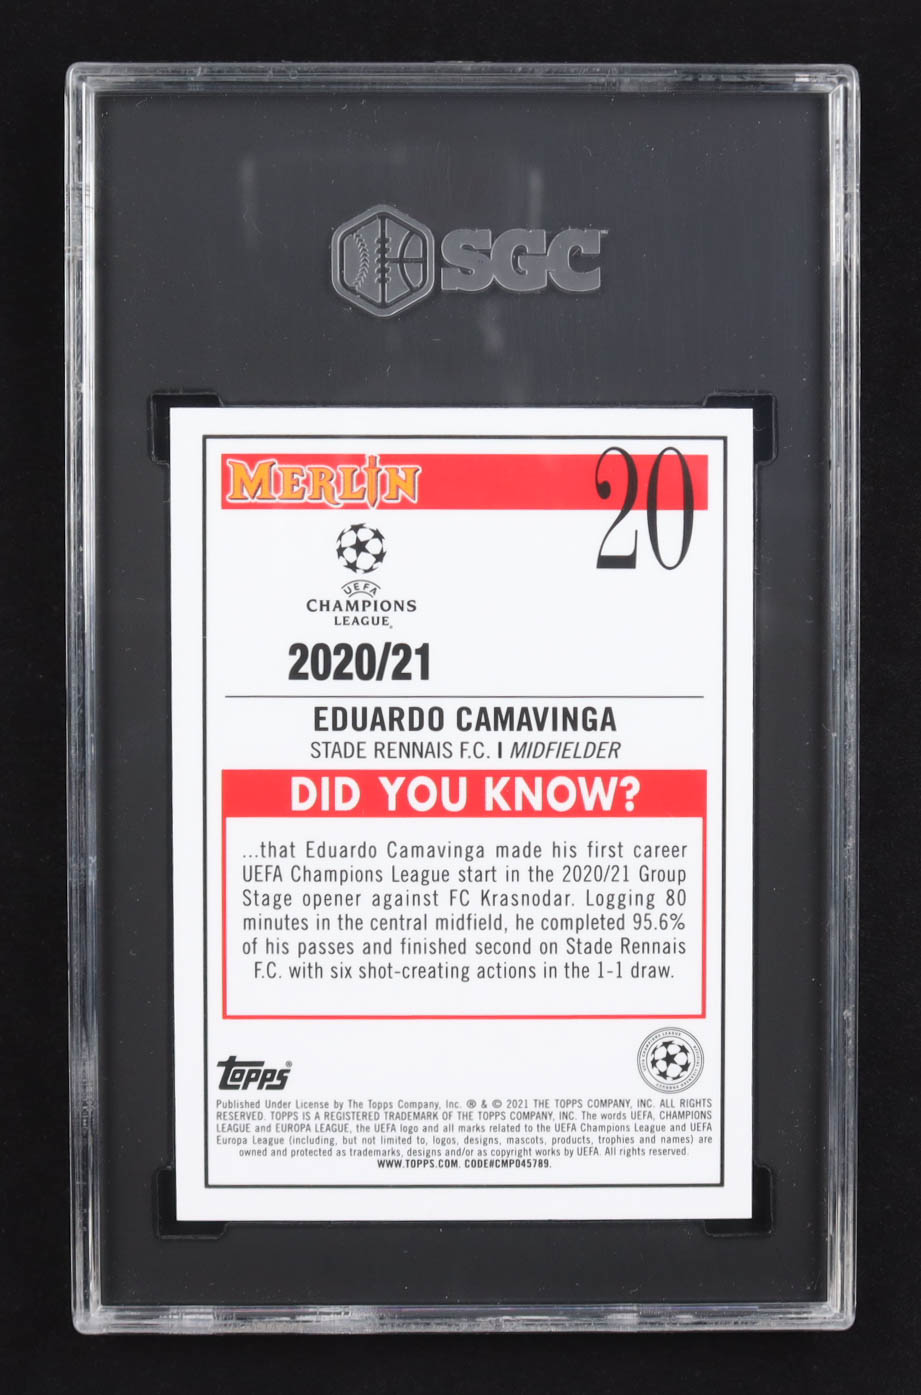 SGC
MERLIN
20
UEFA
CHAMPIONS
LEAGUE
2020/21
EDUARDO CAMAVINGA
STADE RENNAIS F.C. | MIDFIELDER
DID YOU KNOW?
...that Eduardo Camavinga made his first career
UEFA Champions League start in the 2020/21 Group
Stage opener against FC Krasnodar. Logging 80
minutes in the central midfield, he completed 95.6%
of his passes and finished second on Stade Rennais
F.C. with six shot-creating actions in the 1-1 draw.
Topps®
Published Under License by The Topps Company, Inc. ® & © 2021 THE TOPPS COMPANY, INC. ALL RIGHTS
RESERVED. TOPPS IS A REGISTERED TRADEMARK OF THE TOPPS COMPANY, INC. The words UEFA, CHAMPIONS
LEAGUE and EUROPA LEAGUE, the UEFA logo and all marks related to the UEFA Champions League and UEFA
Europa League (including, but not limited to, logos, designs, mascots, products, trophies and names) are
owned and protected as trademarks, designs and/or as copyright works by UEFA. All rights reserved.
WWW.TOPPS.COM. CODE#CMP045789.